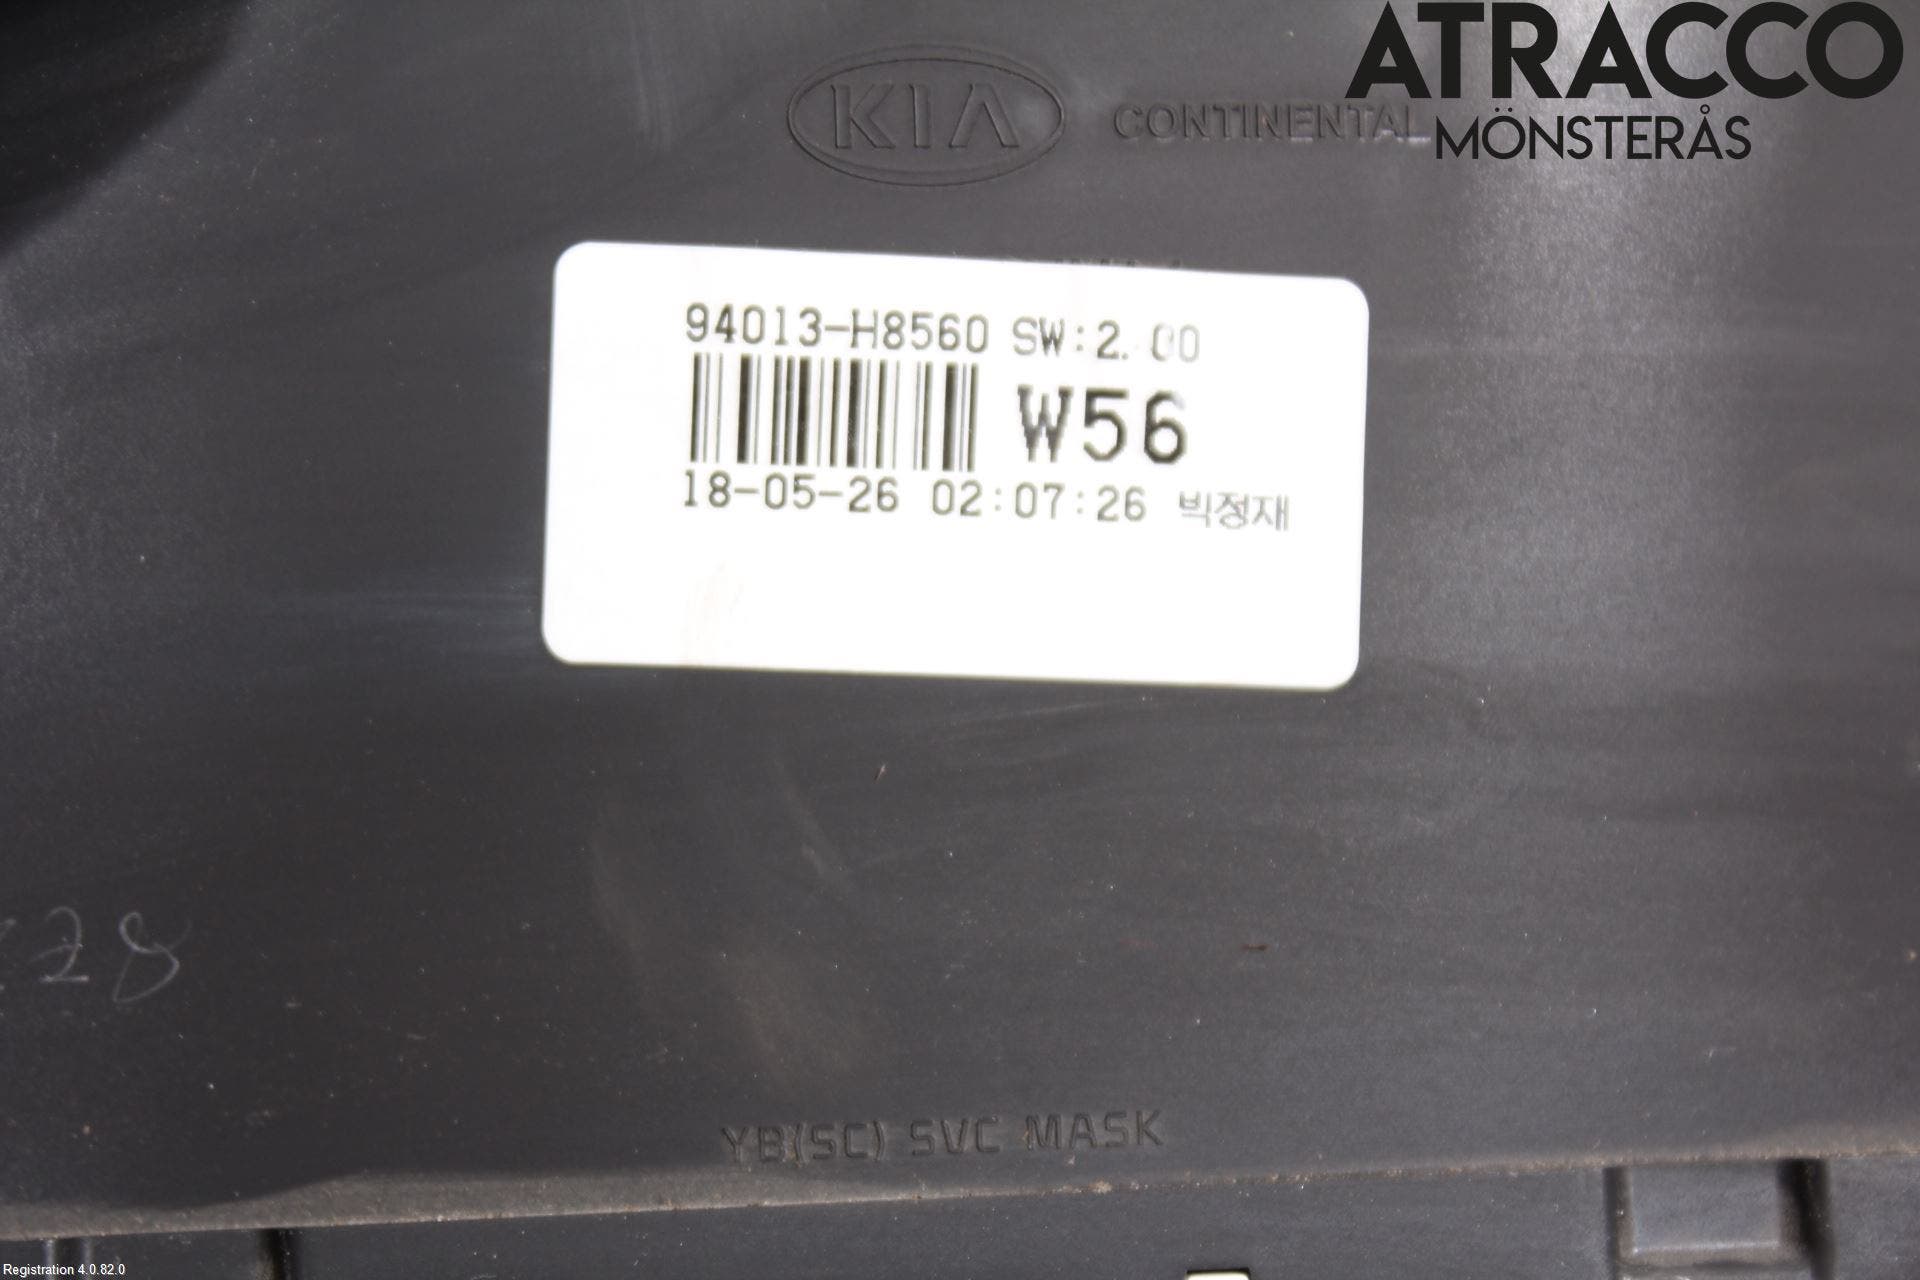 ATRACCO
MÖNSTERÅS
KIA CONTINENTAL
94013-H8560 SW:2.00
W56
18-05-26 02:07:26 박정재
28
YB(SC) SVC MASK
Registration 4.0.82.0